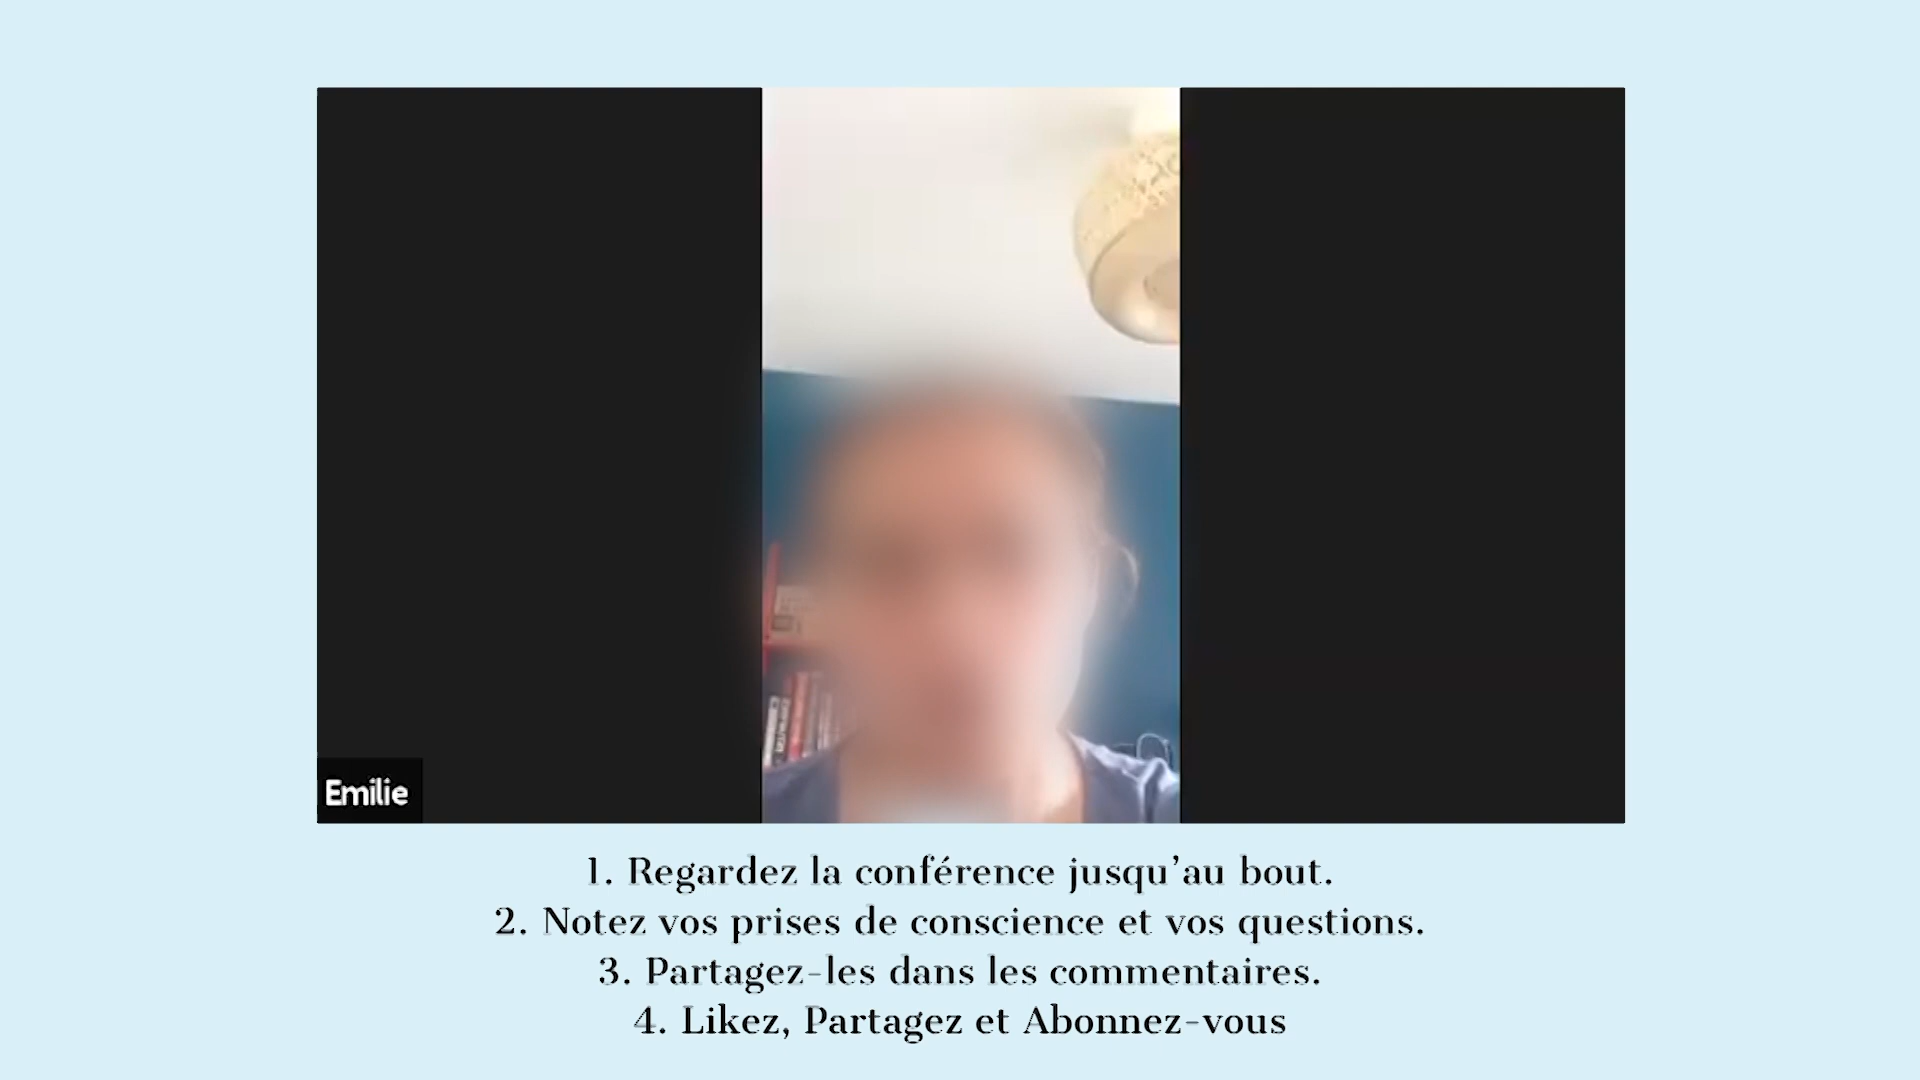 Emilie
1. Regardez la conférence jusqu’au bout.
2. Notez vos prises de conscience et vos questions.
3. Partagez-les dans les commentaires.
4. Likez, Partagez et Abonnez-vous